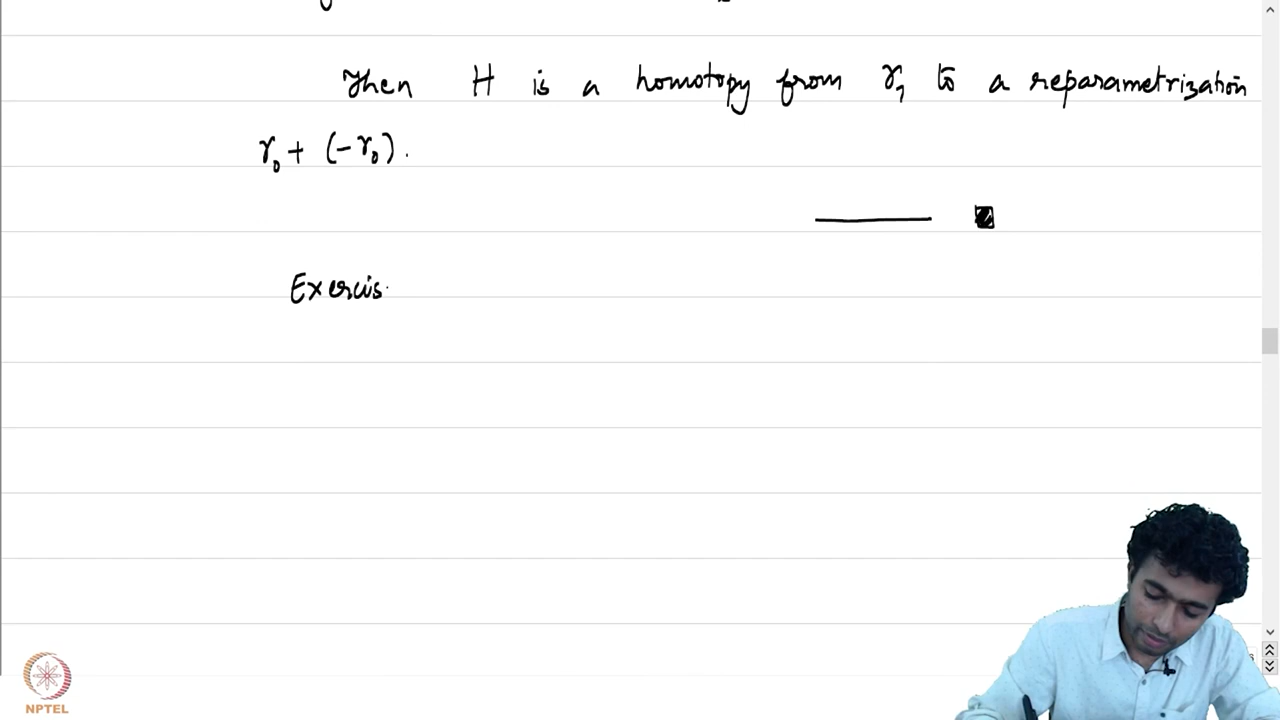 Then H is a homotopy from γ₁ to a reparametrization
γ₀ + (-γ₀).
Exercis
NPTEL